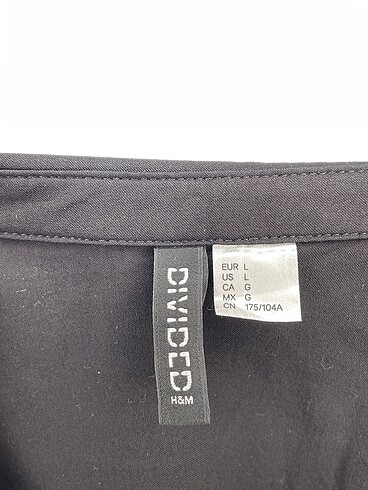 DIVIDED
H&M
EUR L
US L
CA G
MX G
CN 175/104A